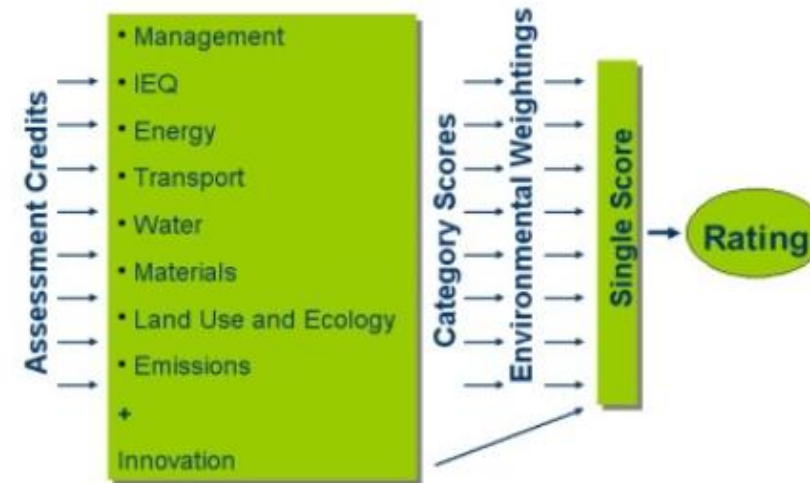 Assessment Credits
• Management
• IEQ
• Energy
• Transport
• Water
• Materials
• Land Use and Ecology
• Emissions
+
Innovation
Category Scores
Environmental Weightings
Single Score
Rating